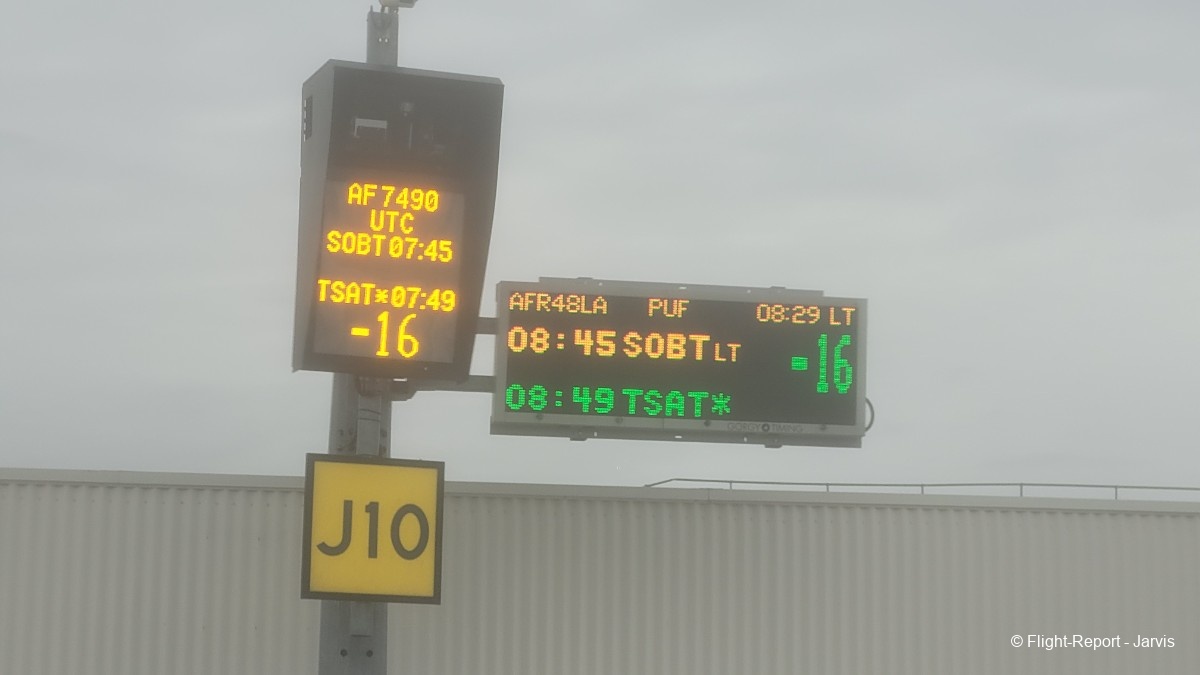 AF7490
UTC
SOBT 07:45
TSAT*07:49
-16
AFR48LA PUF 08:29 LT
08:45 SOBT LT
-16
08:49 TSAT*
J10
© Flight-Report - Jarvis